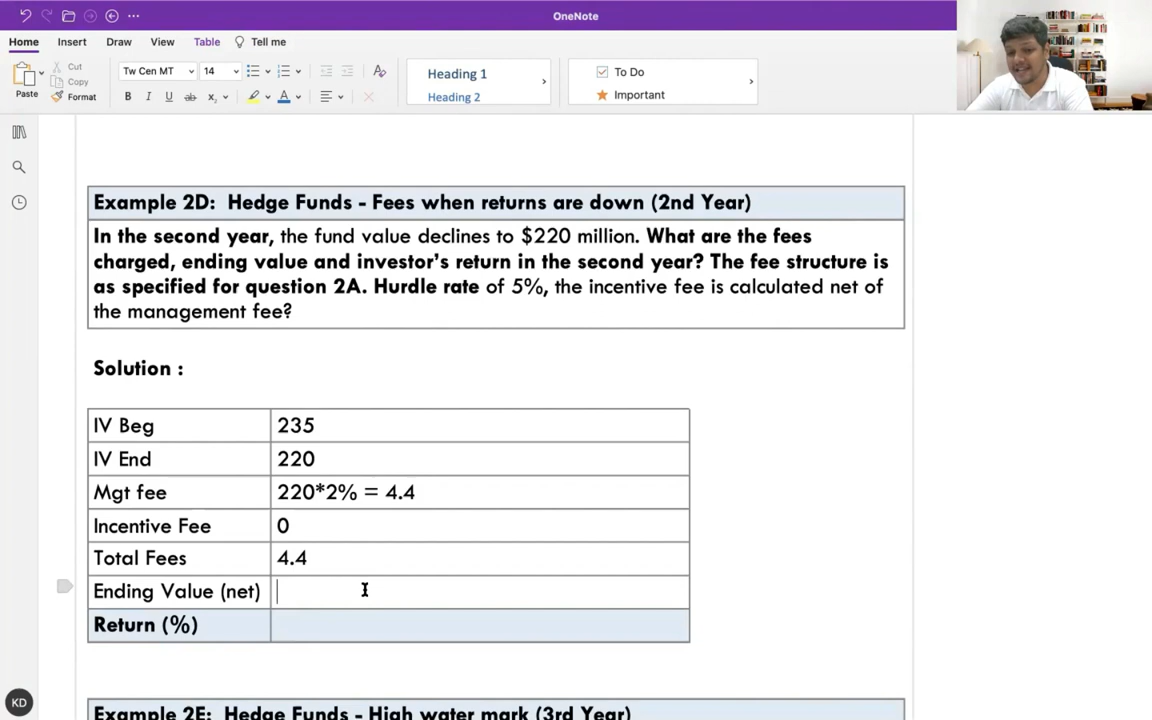 OneNote
Home Insert Draw View Table Tell me
Paste
Cut
Copy
Format
Tw Cen MT 14
B I U ab x₂ A
Heading 1
Heading 2
To Do
Important
Example 2D: Hedge Funds - Fees when returns are down (2nd Year)
In the second year, the fund value declines to $220 million. What are the fees
charged, ending value and investor's return in the second year? The fee structure is
as specified for question 2A. Hurdle rate of 5%, the incentive fee is calculated net of
the management fee?
Solution :
IV Beg 235
IV End 220
Mgt fee 220*2% = 4.4
Incentive Fee 0
Total Fees 4.4
Ending Value (net)
Return (%)
KD
Example 2E: Hedge Funds - High water mark (3rd Year)